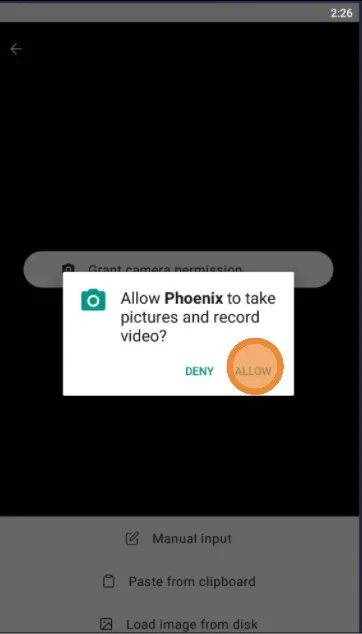 2:26
Grant camera permission
Allow Phoenix to take
pictures and record
video?
DENY
ALLOW
Manual input
Paste from clipboard
Load image from disk